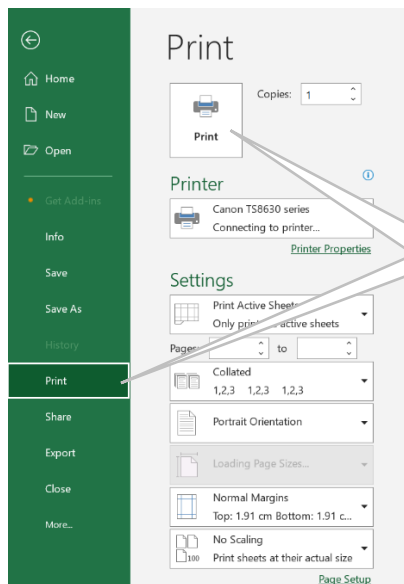 Print
Home
New
Open
Get Add-ins
Info
Save
Save As
History
Print
Share
Export
Close
More...
Copies: 1
Print
Printer
Canon TS8630 series
Connecting to printer...
Printer Properties
Settings
Print Active Sheets
Only print active sheets
Pages: to
Collated
1,2,3 1,2,3 1,2,3
Portrait Orientation
Loading Page Sizes...
Normal Margins
Top: 1.91 cm Bottom: 1.91 c...
No Scaling
100
Print sheets at their actual size
Page Setup